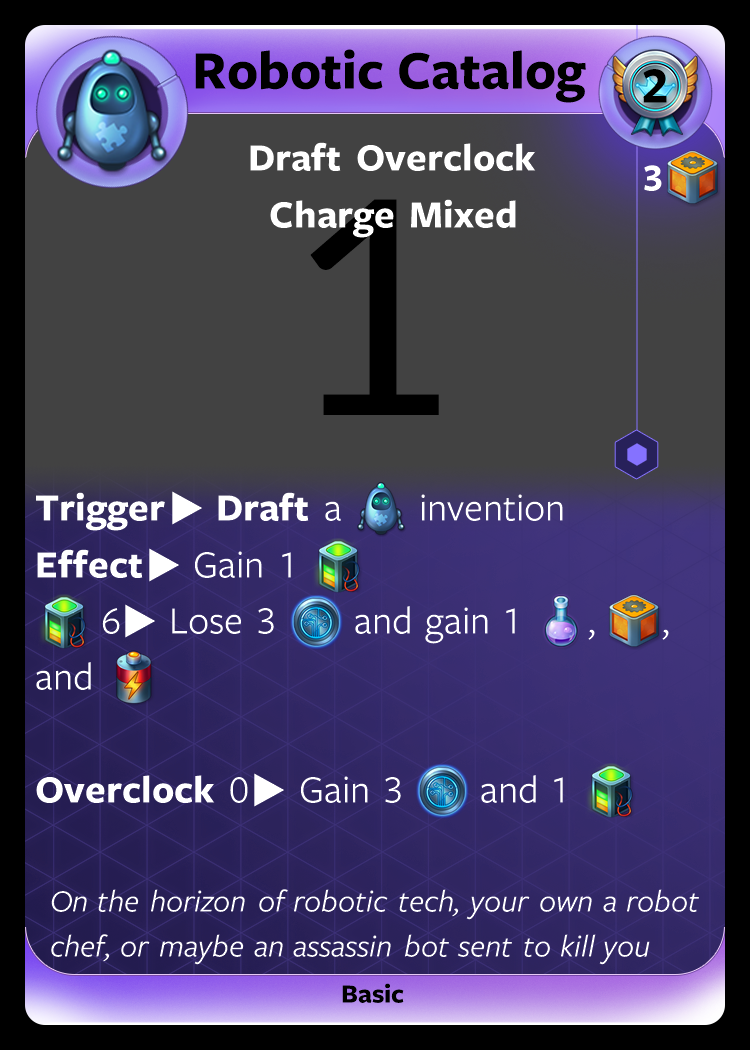 Robotic Catalog
2
Draft Overclock
3
Charge Mixed
1
Trigger▶ Draft a invention
Effect▶ Gain 1
6▶ Lose 3 and gain 1 , ,
and
Overclock 0▶ Gain 3 and 1
On the horizon of robotic tech, your own a robot
chef, or maybe an assassin bot sent to kill you
Basic